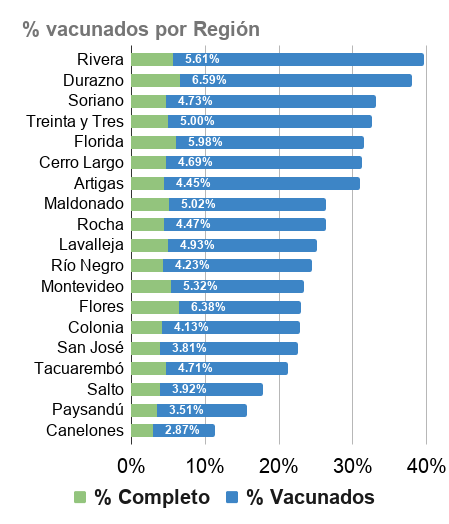 % vacunados por Región
Rivera 5.61%
Durazno 6.59%
Soriano 4.73%
Treinta y Tres 5.00%
Florida 5.98%
Cerro Largo 4.69%
Artigas 4.45%
Maldonado 5.02%
Rocha 4.47%
Lavalleja 4.93%
Río Negro 4.23%
Montevideo 5.32%
Flores 6.38%
Colonia 4.13%
San José 3.81%
Tacuarembó 4.71%
Salto 3.92%
Paysandú 3.51%
Canelones 2.87%
0% 10% 20% 30% 40%
% Completo % Vacunados